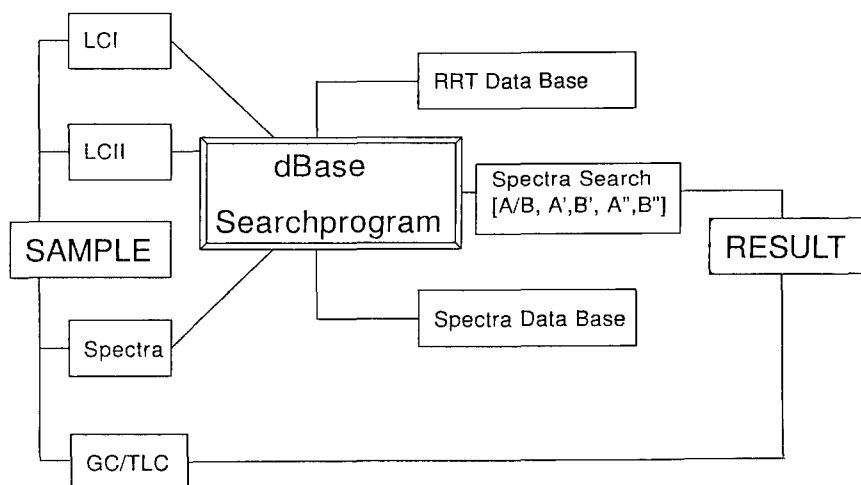 LCI
RRT Data Base
LCII
dBase
Searchprogram
Spectra Search
[A/B, A',B', A",B"]
SAMPLE
RESULT
Spectra
Spectra Data Base
GC/TLC